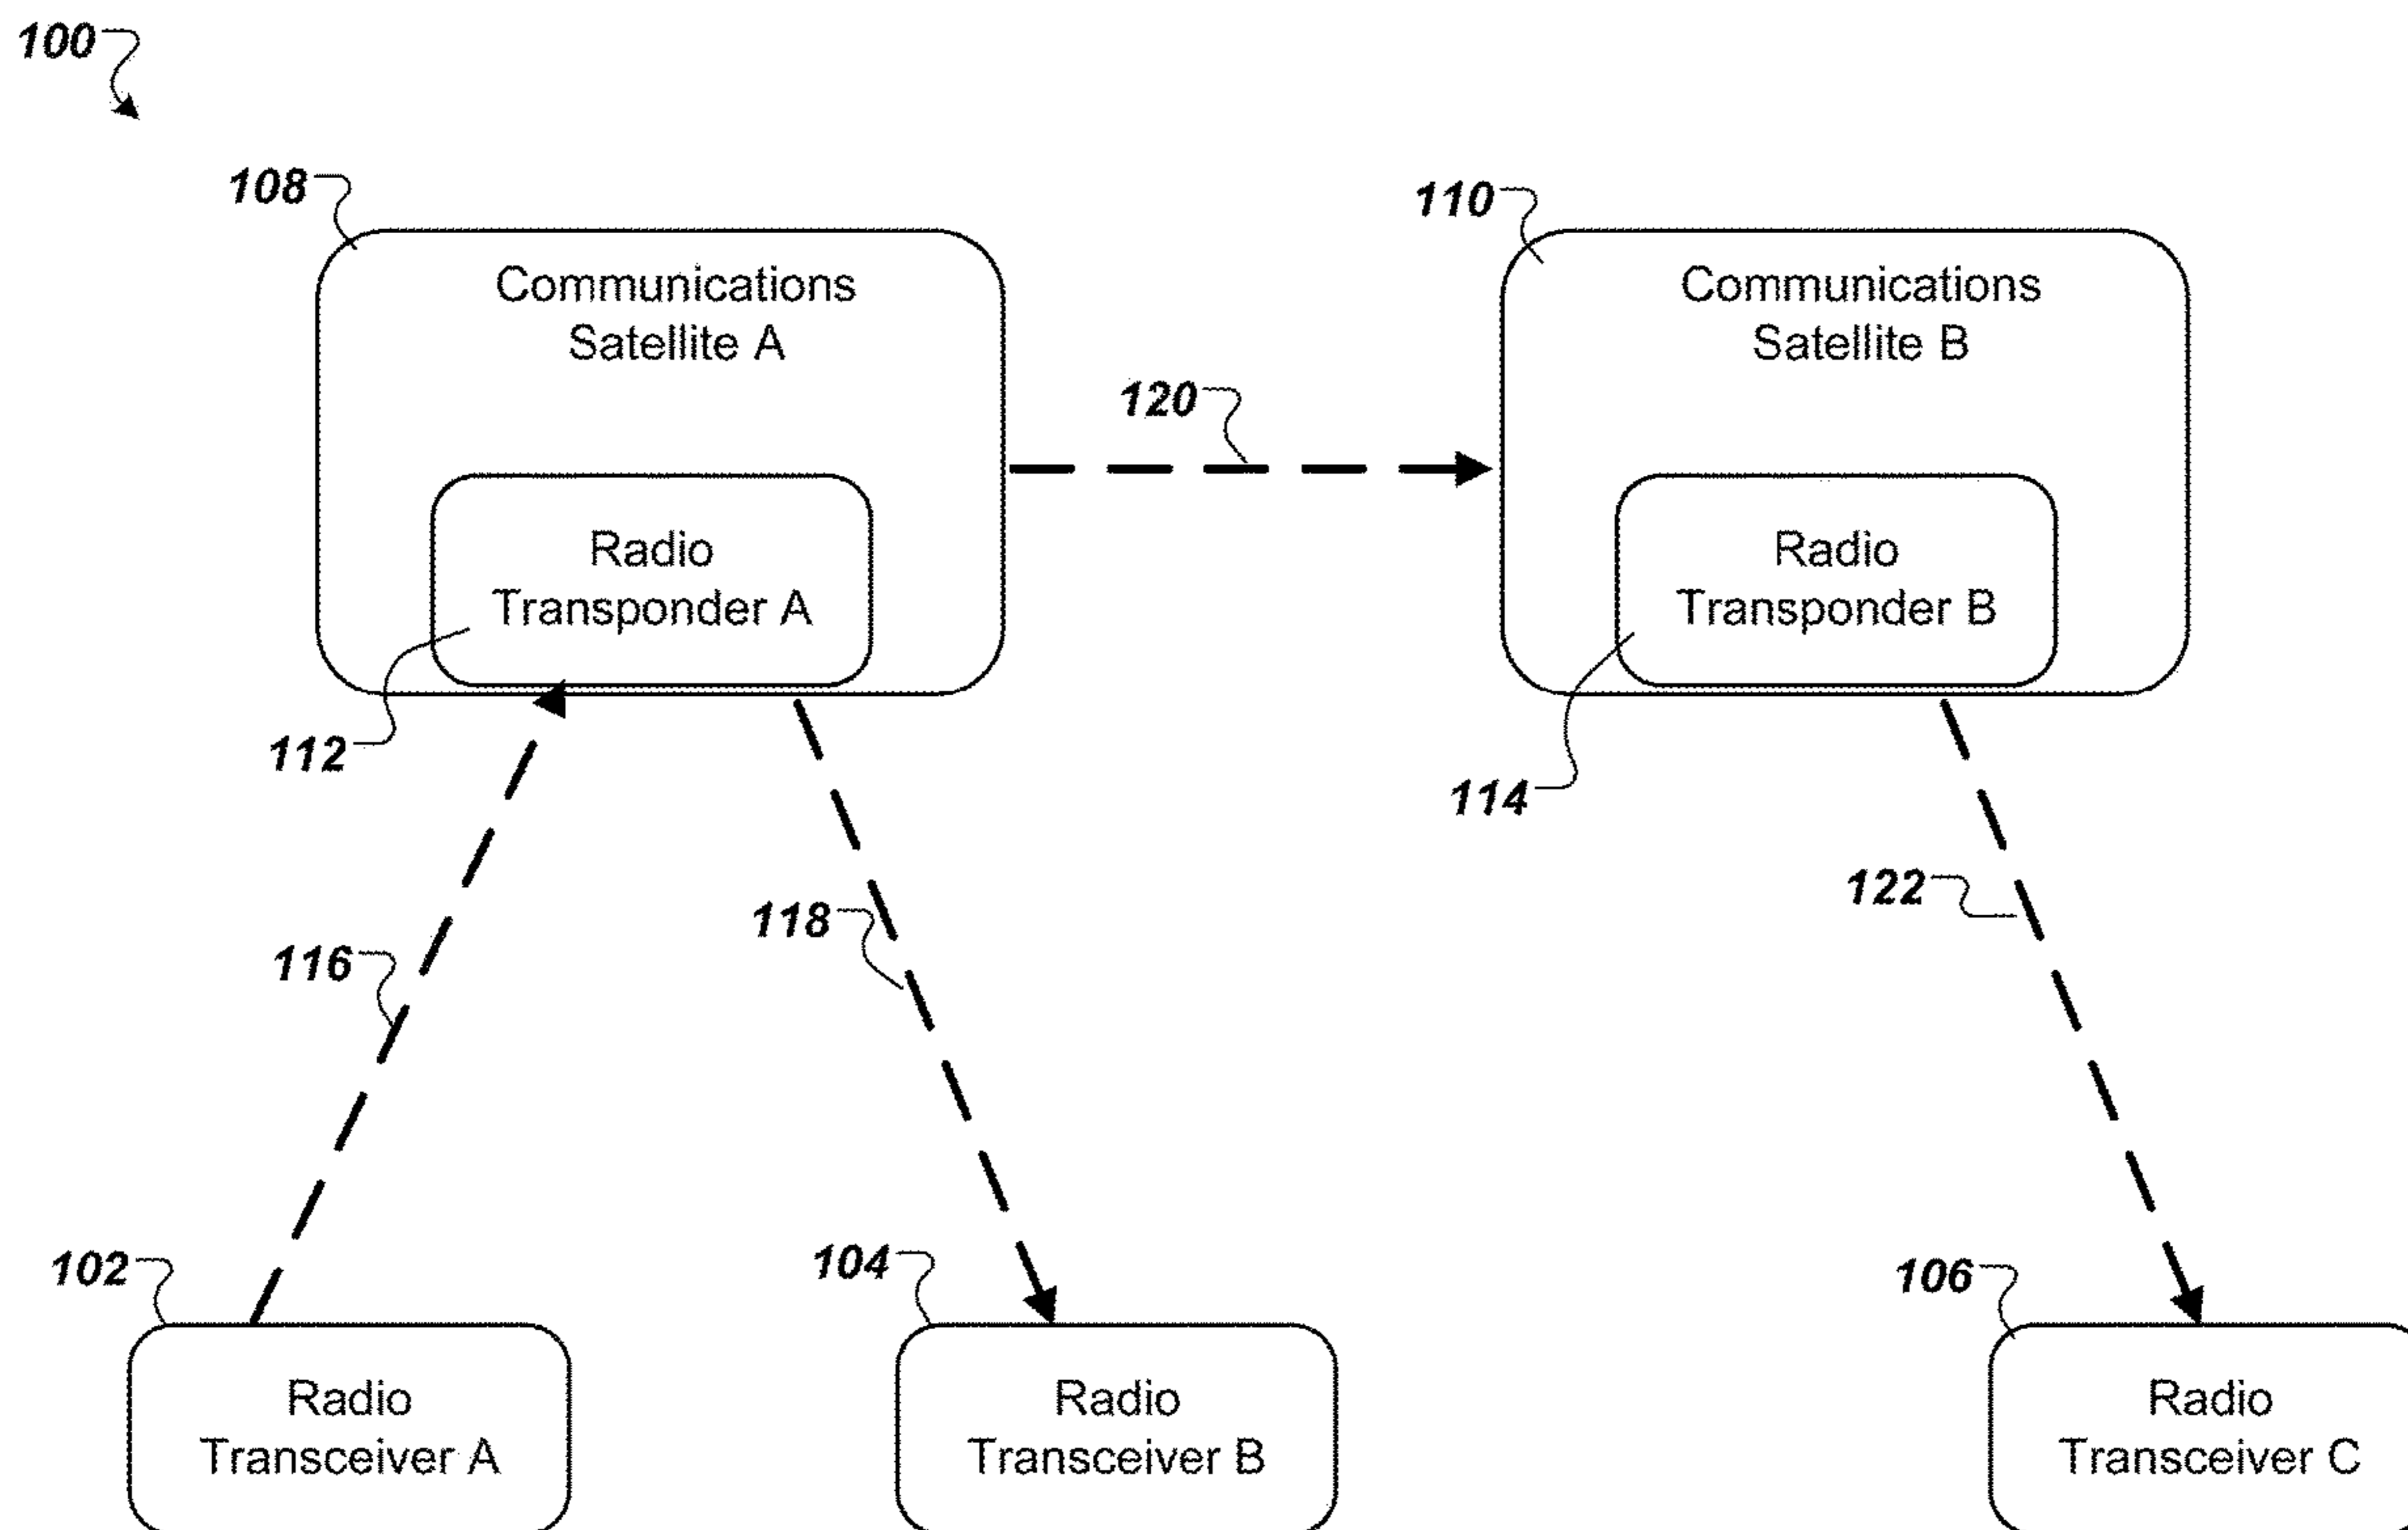 100
108
110
Communications
Satellite A
Communications
Satellite B
120
Radio
Transponder A
Radio
Transponder B
112
114
122
118
116
102
104
106
Radio
Transceiver A
Radio
Transceiver B
Radio
Transceiver C